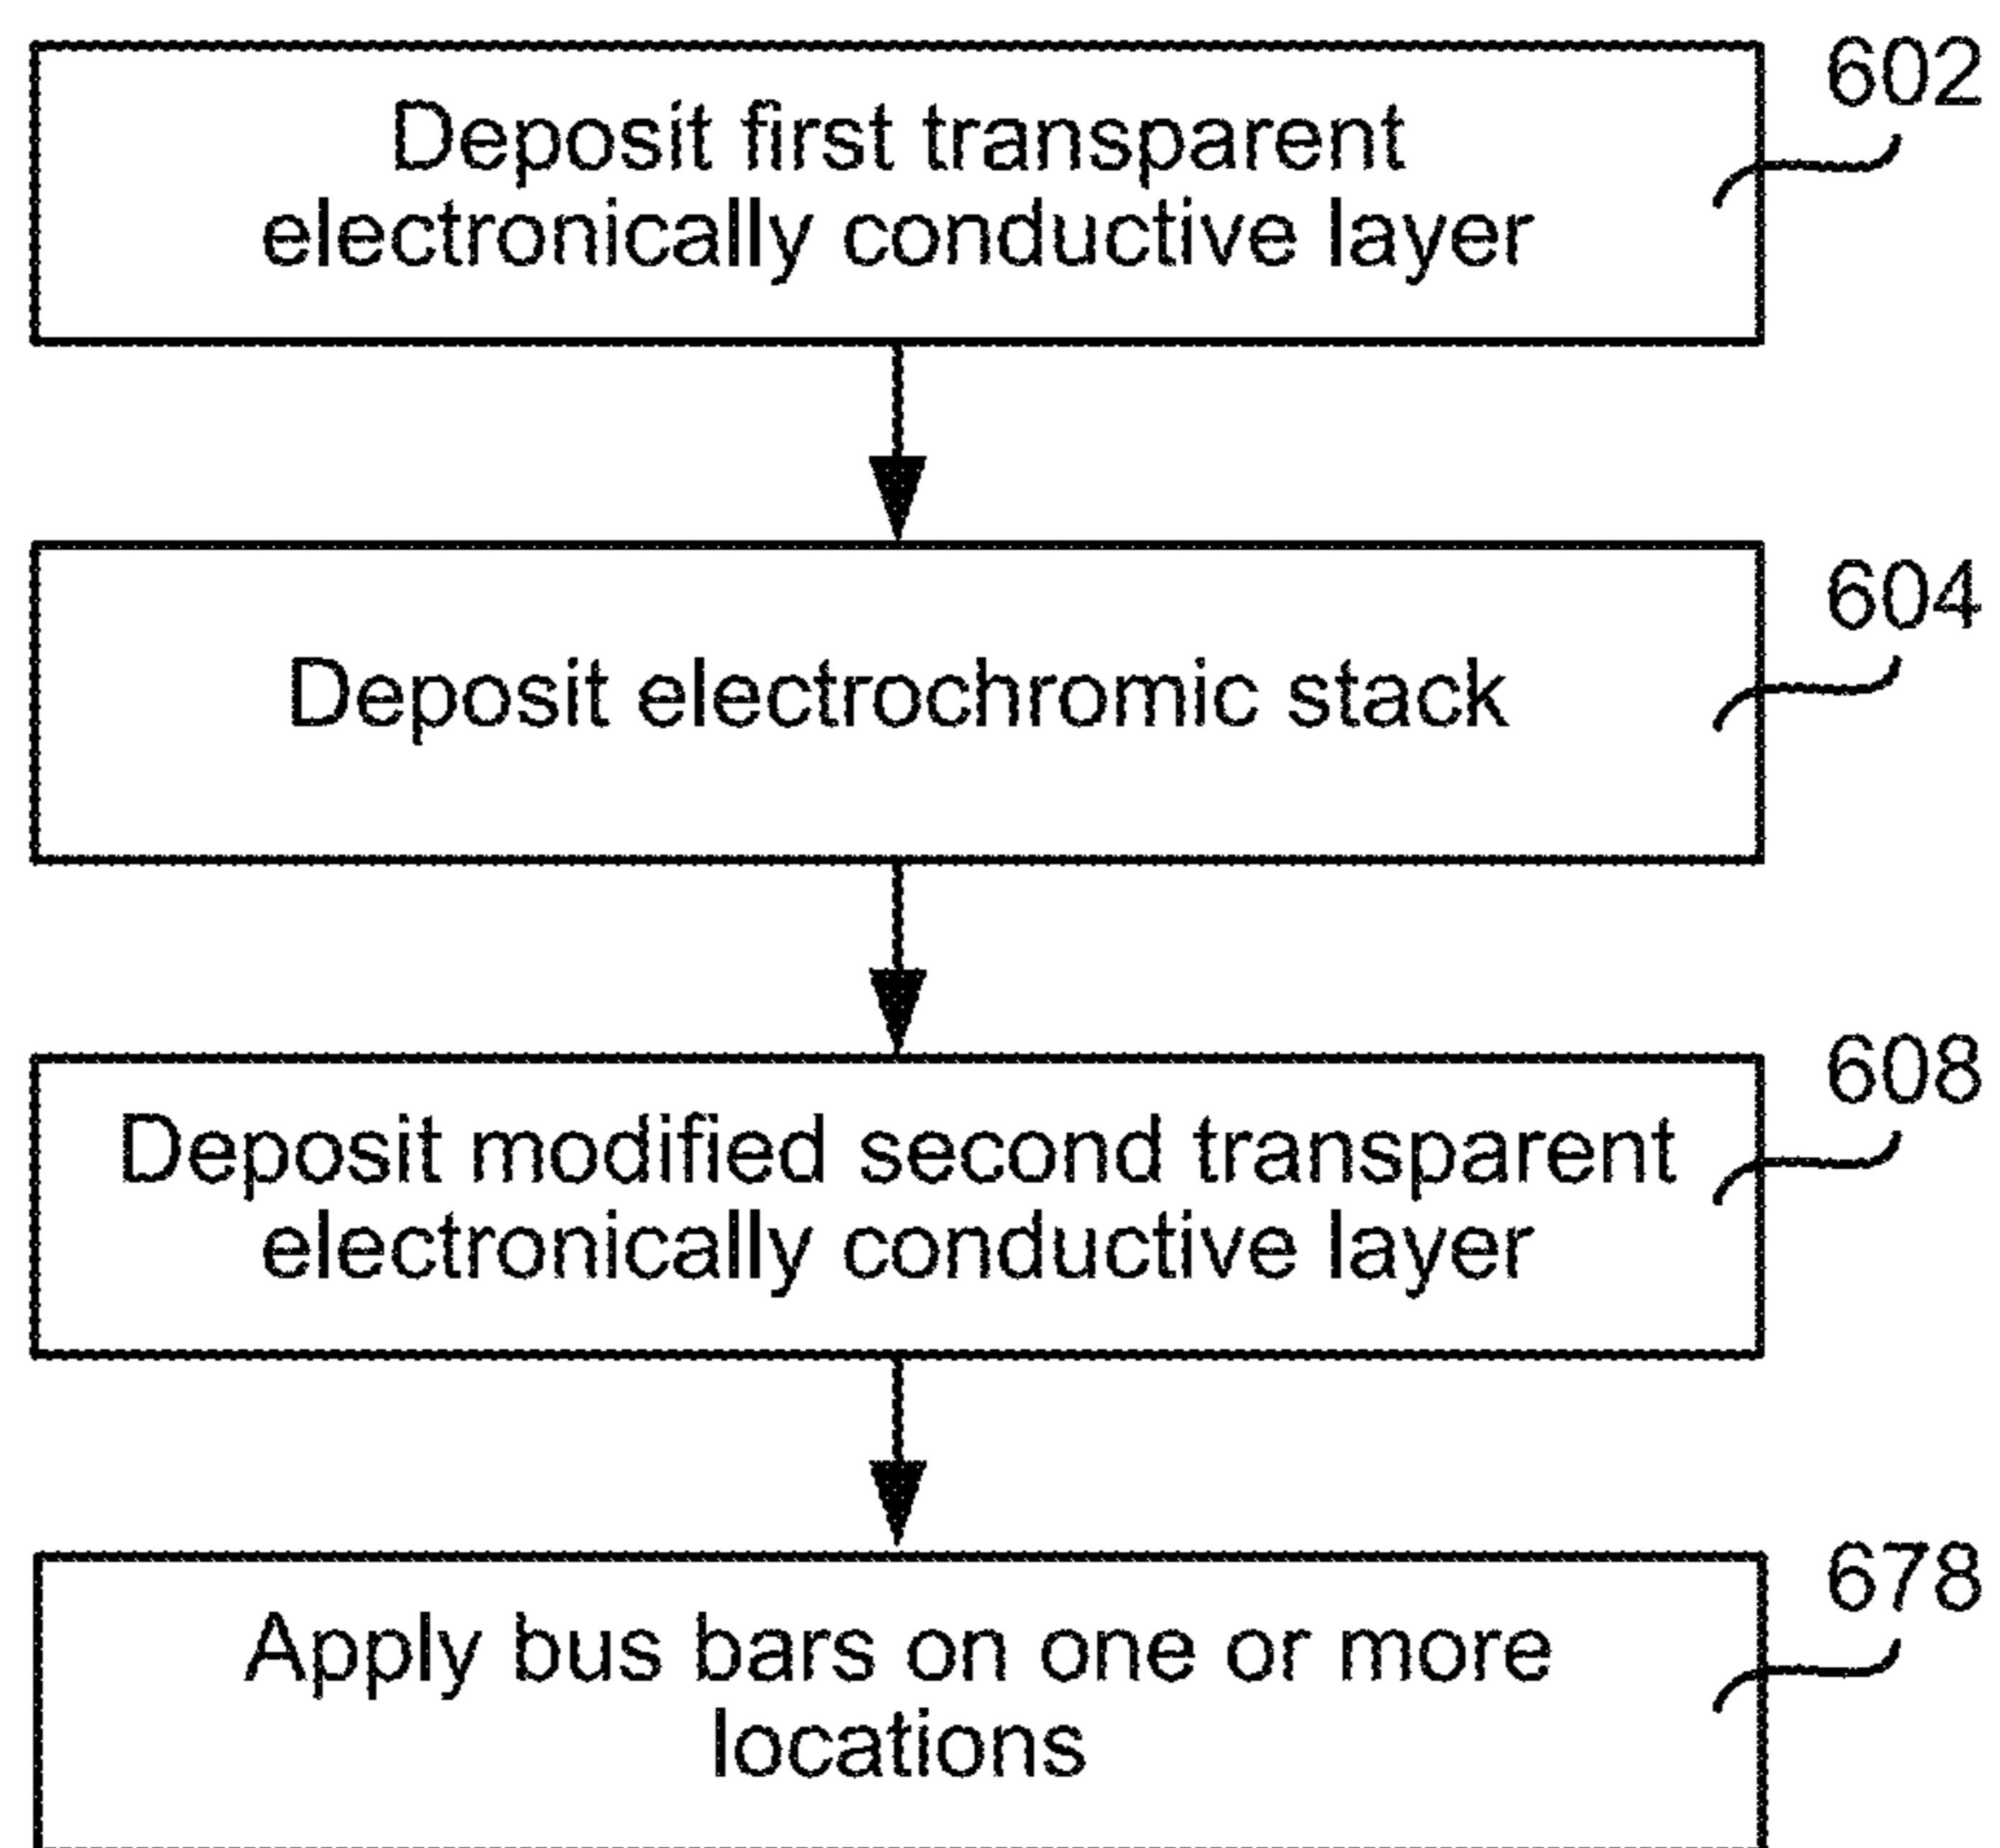 602
Deposit first transparent
electronically conductive layer
604
Deposit electrochromic stack
608
Deposit modified second transparent
electronically conductive layer
678
Apply bus bars on one or more
locations